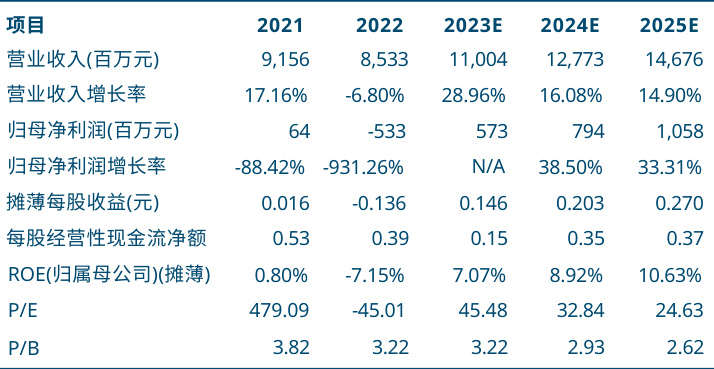 项目 2021 2022 2023E 2024E 2025E
营业收入(百万元) 9,156 8,533 11,004 12,773 14,676
营业收入增长率 17.16% -6.80% 28.96% 16.08% 14.90%
归母净利润(百万元) 64 -533 573 794 1,058
归母净利润增长率 -88.42% -931.26% N/A 38.50% 33.31%
摊薄每股收益(元) 0.016 -0.136 0.146 0.203 0.270
每股经营性现金流净额 0.53 0.39 0.15 0.35 0.37
ROE(归属母公司)(摊薄) 0.80% -7.15% 7.07% 8.92% 10.63%
P/E 479.09 -45.01 45.48 32.84 24.63
P/B 3.82 3.22 3.22 2.93 2.62